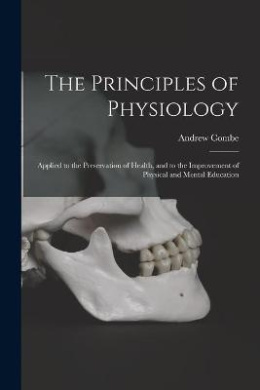 The Principles of
Physiology
Andrew Combe
Applied to the Preservation of Health, and to the Improvement of
Physical and Mental Education